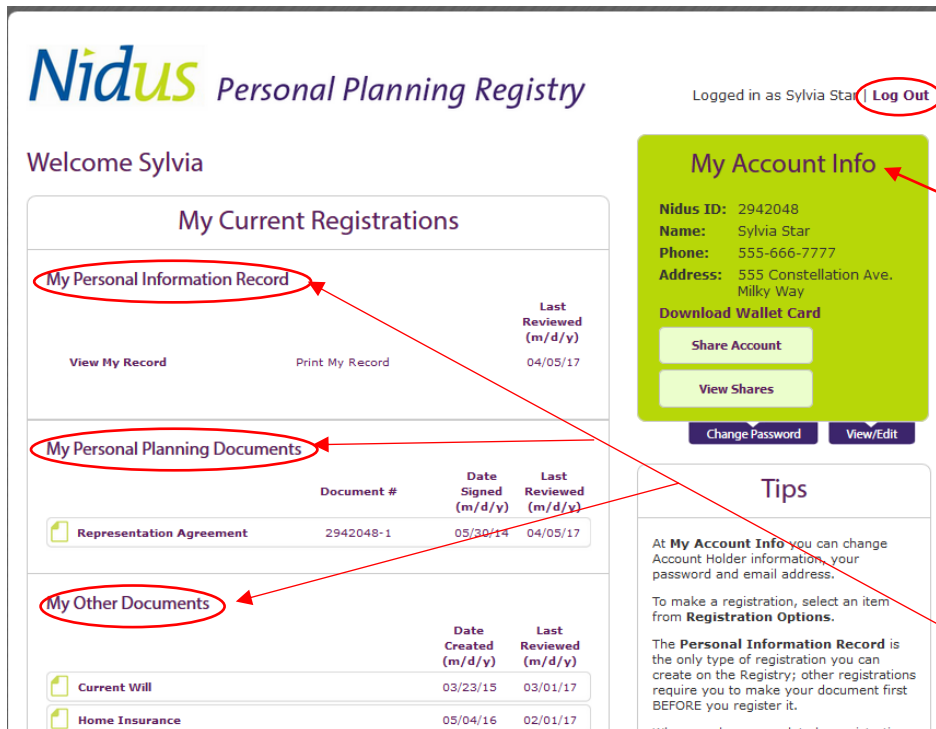 Nidus Personal Planning Registry
Logged in as Sylvia Star | Log Out
Welcome Sylvia
My Current Registrations
My Personal Information Record
Last
Reviewed
(m/d/y)
View My Record Print My Record 04/05/17
My Personal Planning Documents
Document # Date Signed (m/d/y) Last Reviewed (m/d/y)
Representation Agreement 2942048-1 05/30/14 04/05/17
My Other Documents
Date Created (m/d/y) Last Reviewed (m/d/y)
Current Will 03/23/15 03/01/17
Home Insurance 05/04/16 02/01/17
My Account Info
Nidus ID: 2942048
Name: Sylvia Star
Phone: 555-666-7777
Address: 555 Constellation Ave.
Milky Way
Download Wallet Card
Share Account
View Shares
Change Password View/Edit
Tips
At My Account Info you can change
Account Holder information, your
password and email address.
To make a registration, select an item
from Registration Options.
The Personal Information Record is
the only type of registration you can
create on the Registry; other registrations
require you to make your document first
BEFORE you register it.